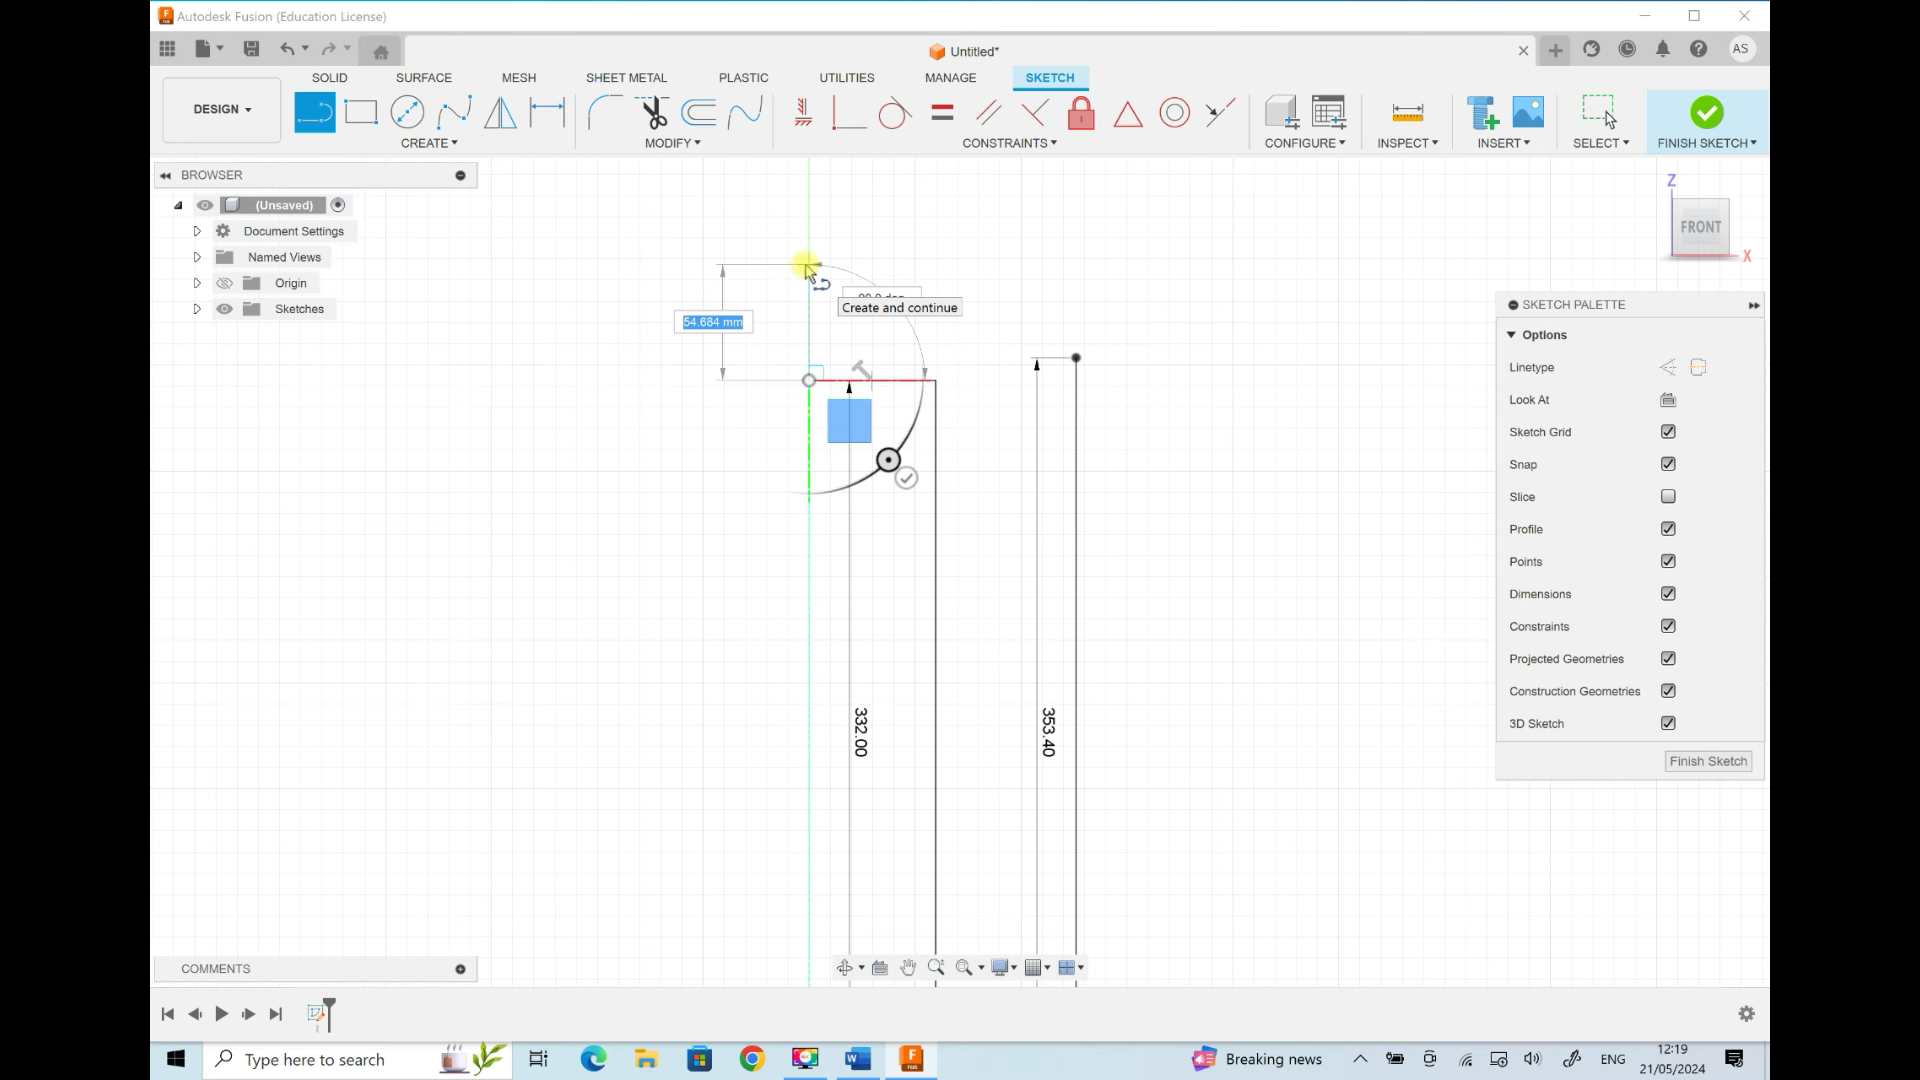 Autodesk Fusion (Education License)
Untitled*
AS
DESIGN
SOLID
SURFACE
MESH
SHEET METAL
PLASTIC
UTILITIES
MANAGE
SKETCH
CREATE
MODIFY
CONSTRAINTS
CONFIGURE
INSPECT
INSERT
SELECT
FINISH SKETCH
BROWSER
(Unsaved)
Document Settings
Named Views
Origin
Sketches
Z
FRONT
X
54.684 mm
Create and continue
332.00
353.40
SKETCH PALETTE
Options
Linetype
Look At
Sketch Grid
Snap
Slice
Profile
Points
Dimensions
Constraints
Projected Geometries
Construction Geometries
3D Sketch
Finish Sketch
COMMENTS
Type here to search
Breaking news
ENG
12:19
21/05/2024